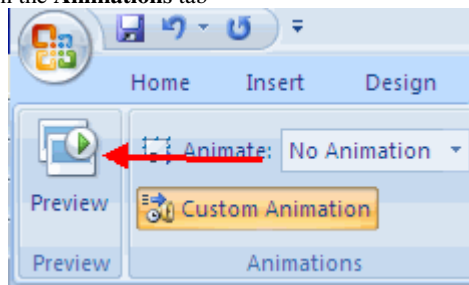 the Animations tab
Home Insert Design
Animate: No Animation
Preview Custom Animation
Preview Animations